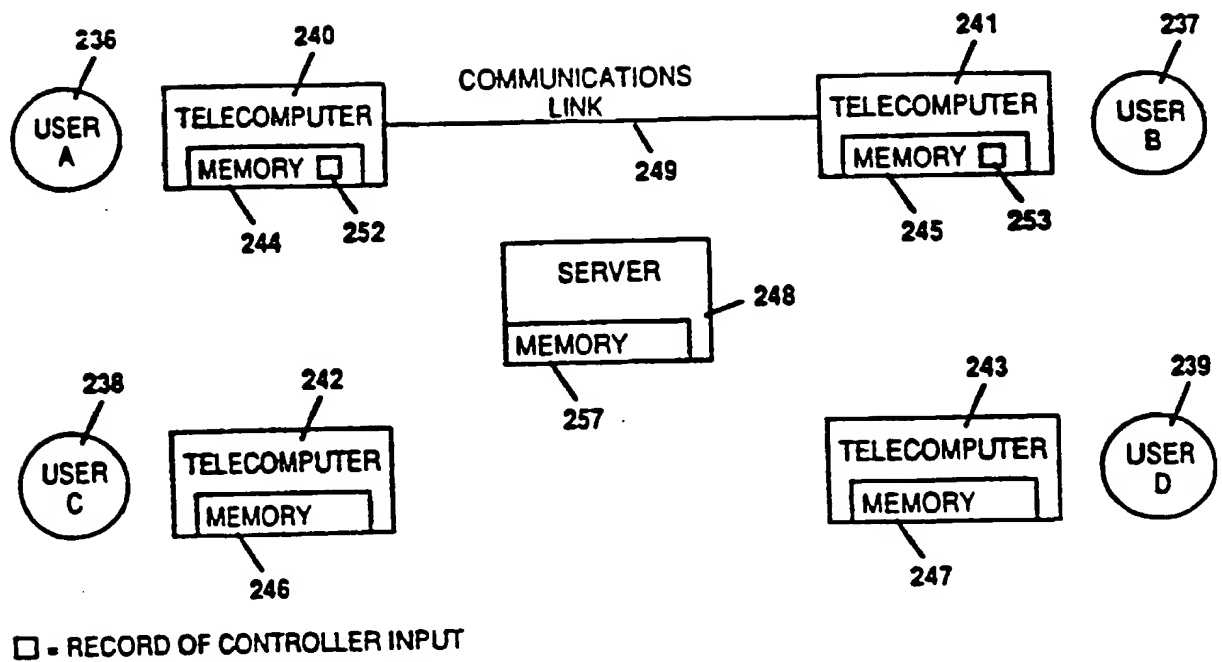 236
240
241
237
COMMUNICATIONS
LINK
USER
A
TELECOMPUTER
MEMORY
TELECOMPUTER
MEMORY
USER
B
249
244
252
245
253
SERVER
MEMORY
248
257
238
242
243
239
USER
C
TELECOMPUTER
MEMORY
TELECOMPUTER
MEMORY
USER
D
246
247
□ = RECORD OF CONTROLLER INPUT